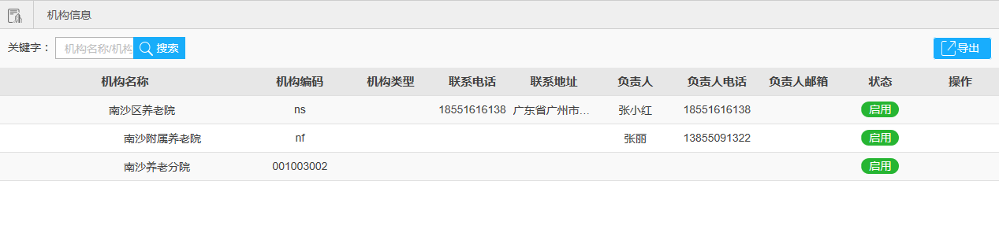 机构信息
关键字： 机构名称/机构 搜索 导出
机构名称 机构编码 机构类型 联系电话 联系地址 负责人 负责人电话 负责人邮箱 状态 操作
南沙区养老院 ns 18551616138 广东省广州市... 张小红 18551616138 启用
南沙附属养老院 nf 张丽 13855091322 启用
南沙养老分院 001003002 启用